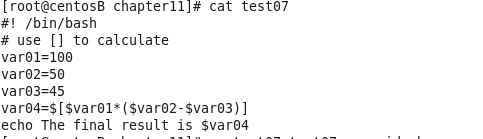 [root@centosB chapter11]# cat test07
#! /bin/bash
# use [] to calculate
var01=100
var02=50
var03=45
var04=$[$var01*($var02-$var03)]
echo The final result is $var04